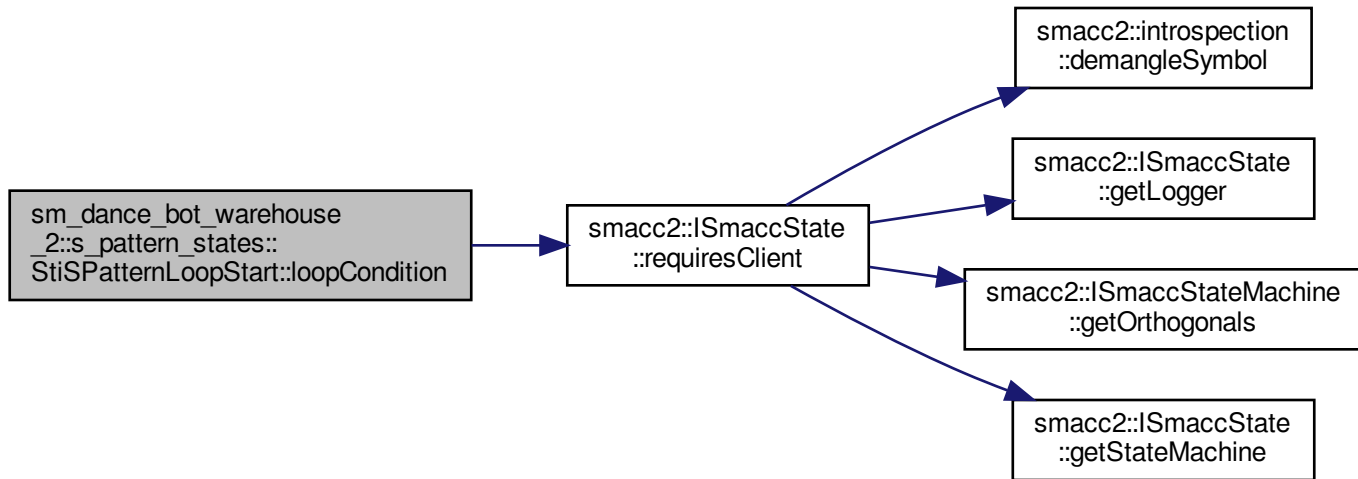 sm_dance_bot_warehouse
_2::s_pattern_states::
StiSPatternLoopStart::loopCondition
smacc2::ISmaccState
::requiresClient
smacc2::introspection
::demangleSymbol
smacc2::ISmaccState
::getLogger
smacc2::ISmaccStateMachine
::getOrthogonals
smacc2::ISmaccState
::getStateMachine